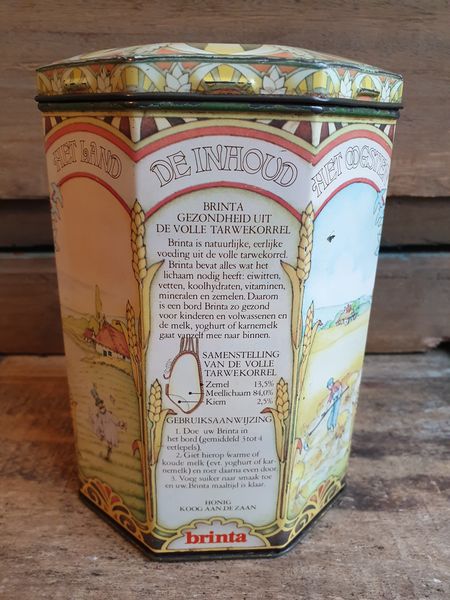 HET LAND
DE INHOUD
HET OOGSTEN
BRINTA
GEZONDHEID UIT
DE VOLLE TARWEKORREL
Brinta is natuurlijke, eerlijke
voeding uit de volle tarwekorrel.
Brinta bevat alles wat het
lichaam nodig heeft: eiwitten,
vetten, koolhydraten, vitaminen,
mineralen en zemelen. Daarom
is een bord Brinta zo gezond
voor kinderen en volwassenen en
de melk, yoghurt of karnemelk
gaat vanzelf mee naar binnen.
SAMENSTELLING
VAN DE VOLLE
TARWEKORREL
Zemel 13,5%
Meellichaam 84,0%
Kiem 2,5%
GEBRUIKSAANWIJZING
1. Doe uw Brinta in
het bord (gemiddeld 3 tot 4
eetlepels).
2. Giet hierop warme of
koude melk (evt. yoghurt of kar-
nemelk) en roer daarna even door.
3. Voeg suiker naar smaak toe
en uw Brinta maaltijd is klaar.
HONIG
KOOG AAN DE ZAAN
brinta